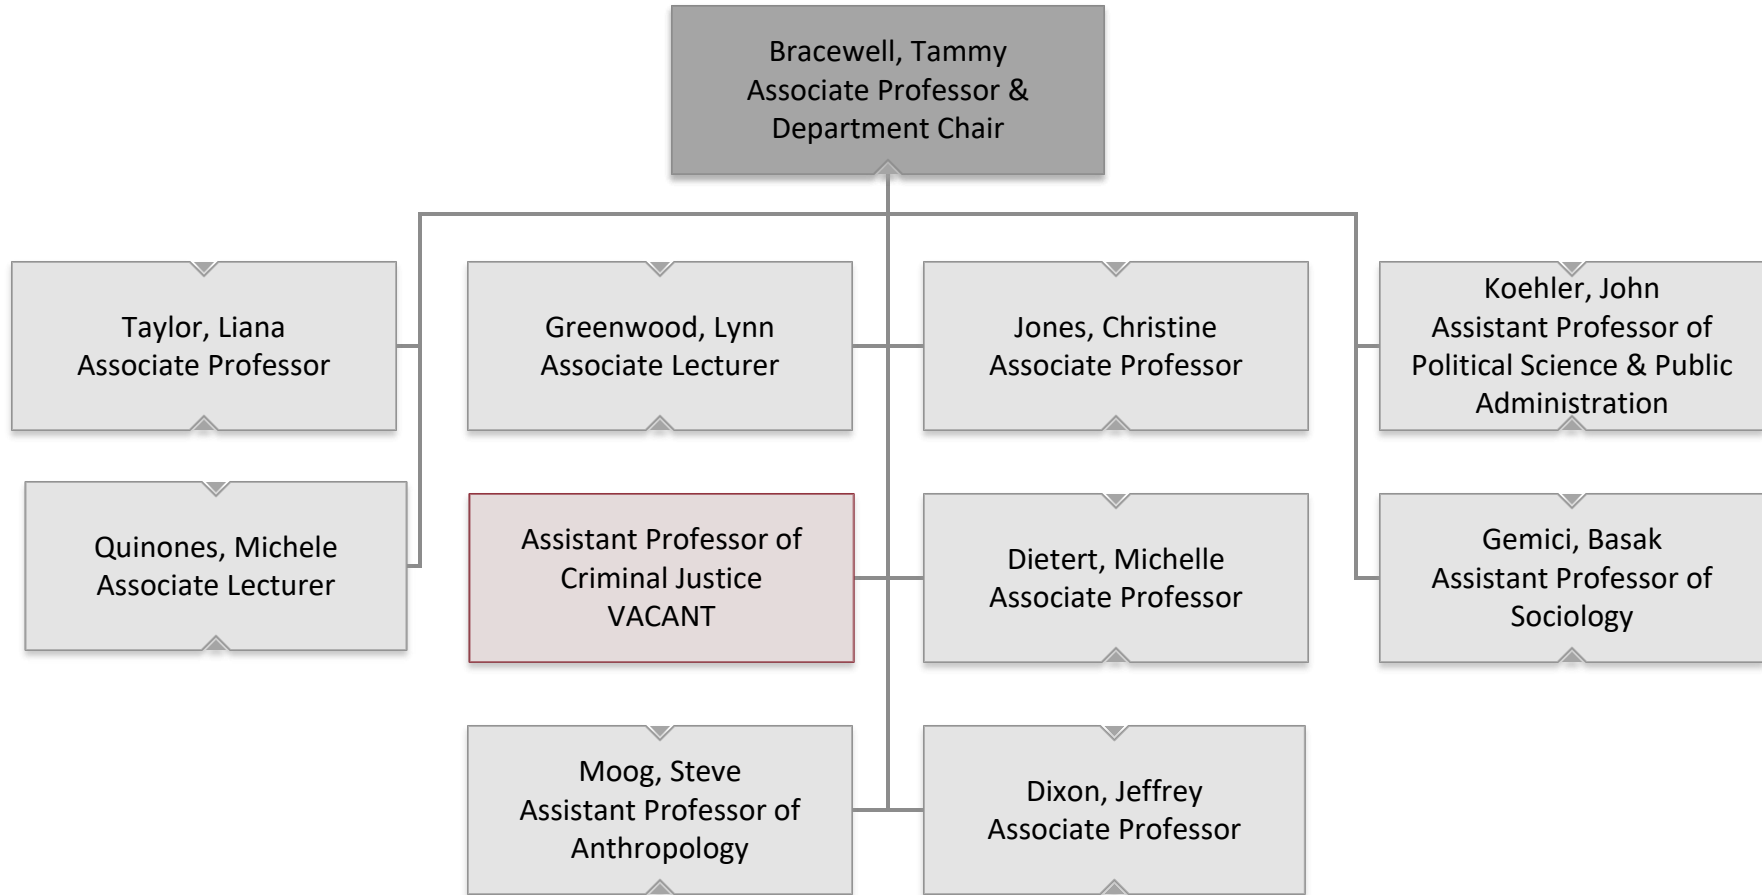 Bracewell, Tammy
Associate Professor &
Department Chair
Taylor, Liana
Associate Professor
Greenwood, Lynn
Associate Lecturer
Jones, Christine
Associate Professor
Koehler, John
Assistant Professor of
Political Science & Public
Administration
Quinones, Michele
Associate Lecturer
Assistant Professor of
Criminal Justice
VACANT
Dietert, Michelle
Associate Professor
Gemici, Basak
Assistant Professor of
Sociology
Moog, Steve
Assistant Professor of
Anthropology
Dixon, Jeffrey
Associate Professor